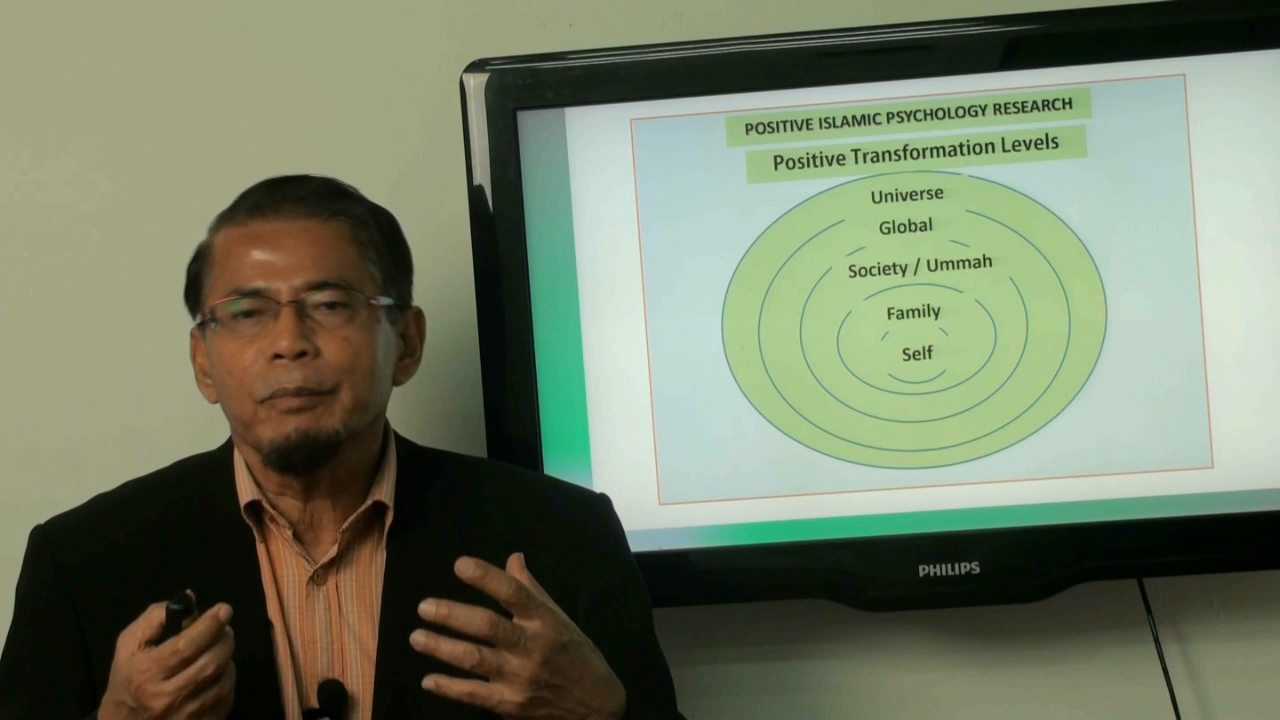 POSITIVE ISLAMIC PSYCHOLOGY RESEARCH
Positive Transformation Levels
Universe
Global
Society / Ummah
Family
Self
PHILIPS